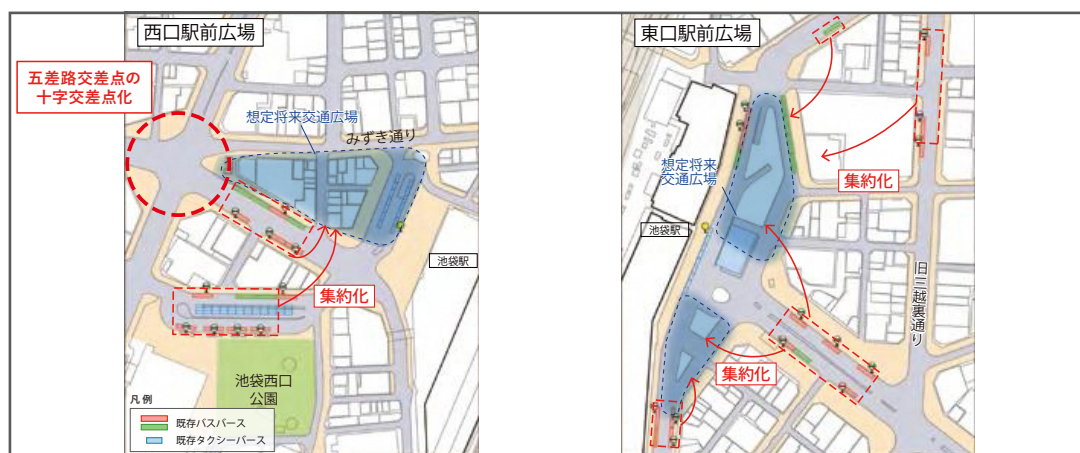 西口駅前広場
五差路交差点の
十字交差点化
想定将来交通広場
みずき通り
池袋駅
集約化
池袋西口
公園
凡例
既存バスバース
既存タクシーバース
東口駅前広場
想定将来
交通広場
集約化
池袋駅
旧三越裏通り
集約化